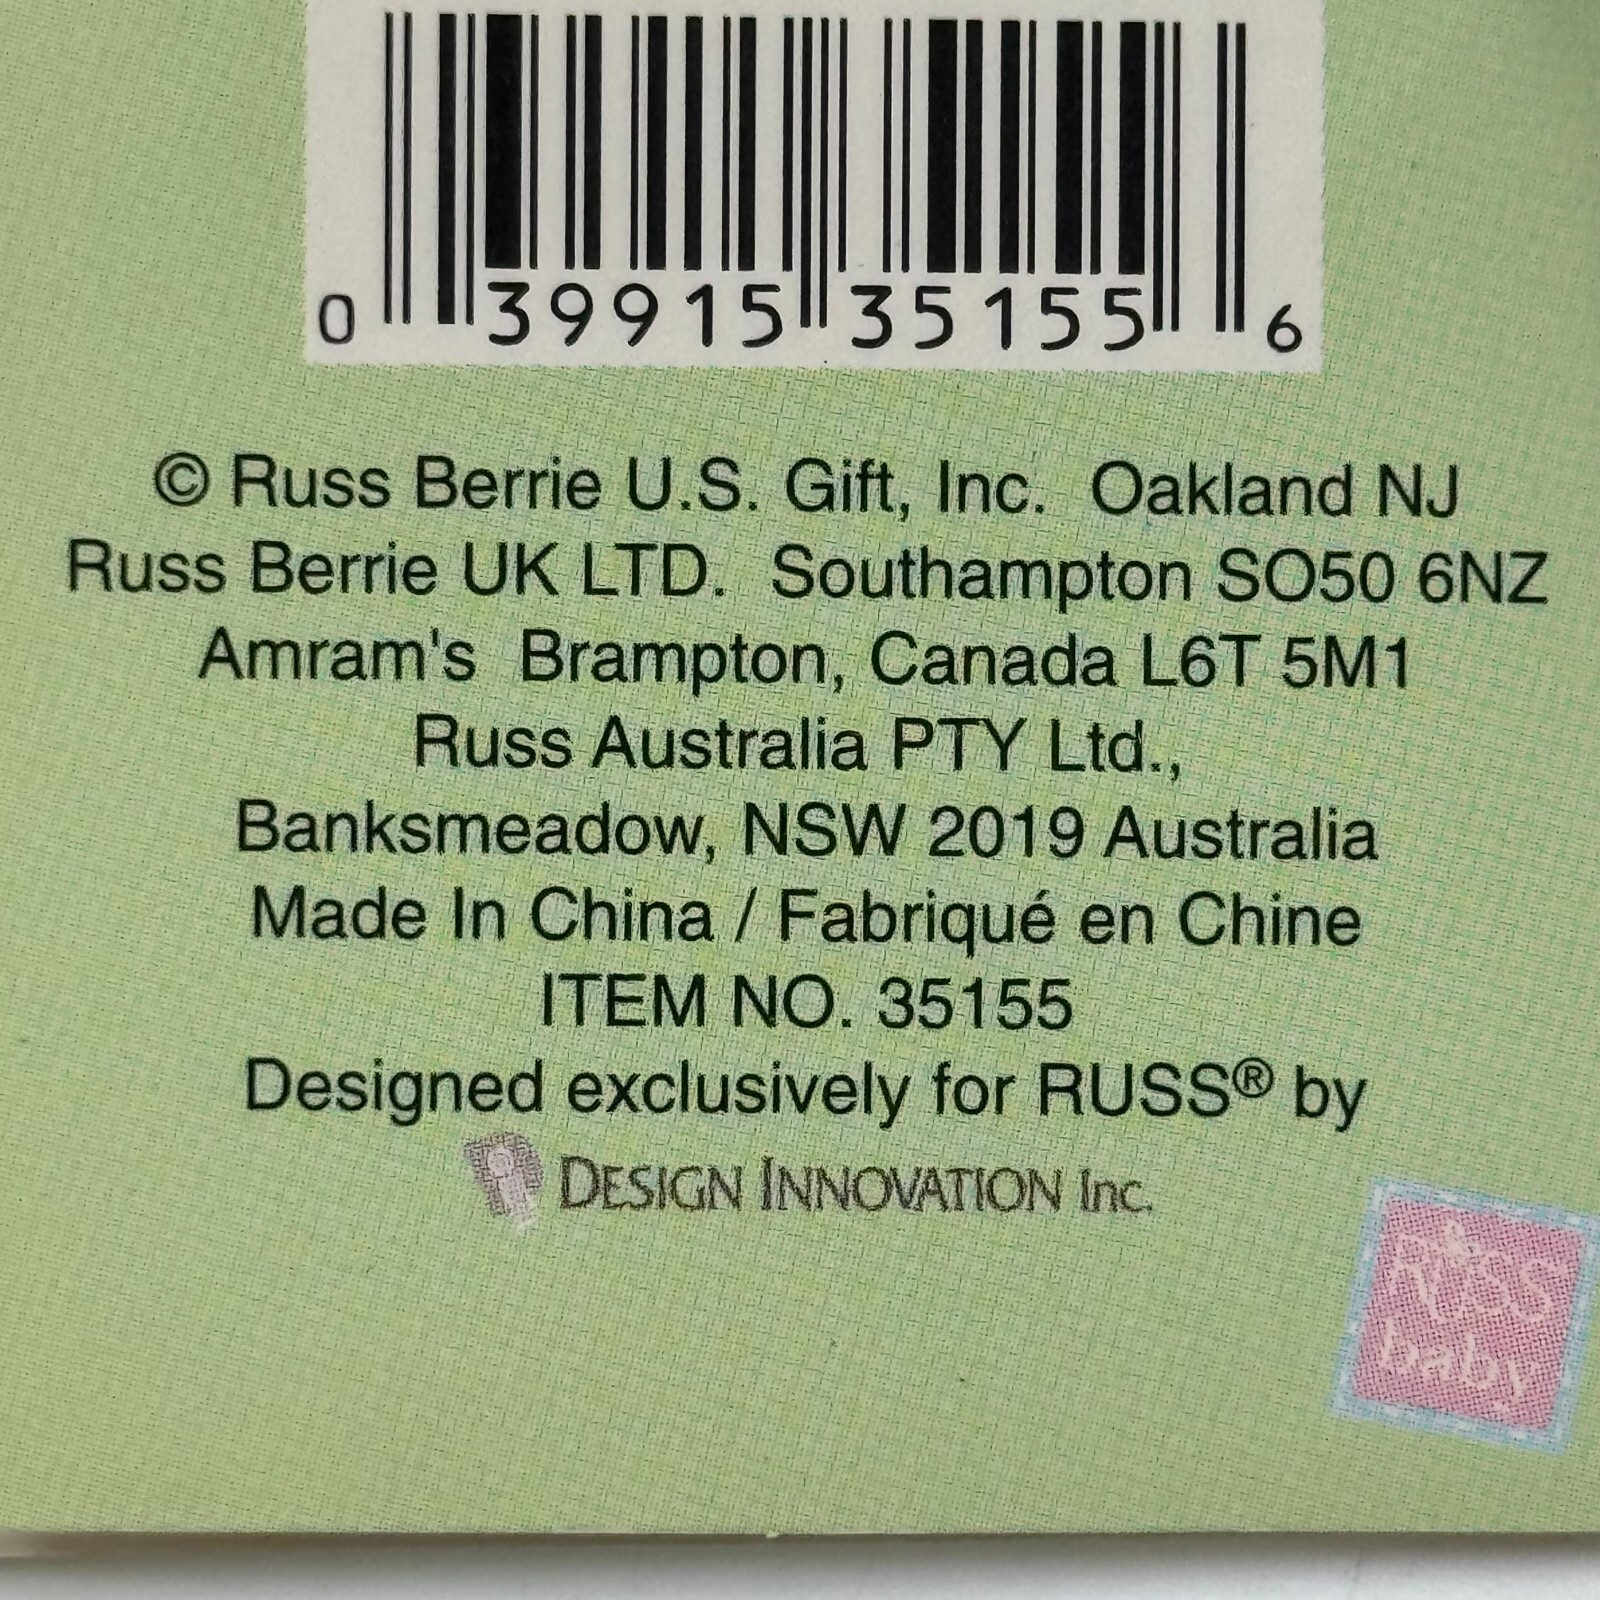 0 39915 35155 6
© Russ Berrie U.S. Gift, Inc. Oakland NJ
Russ Berrie UK LTD. Southampton SO50 6NZ
Amram's Brampton, Canada L6T 5M1
Russ Australia PTY Ltd.,
Banksmeadow, NSW 2019 Australia
Made In China / Fabriqué en Chine
ITEM NO. 35155
Designed exclusively for RUSS® by
DESIGN INNOVATION Inc.
RUSS
baby